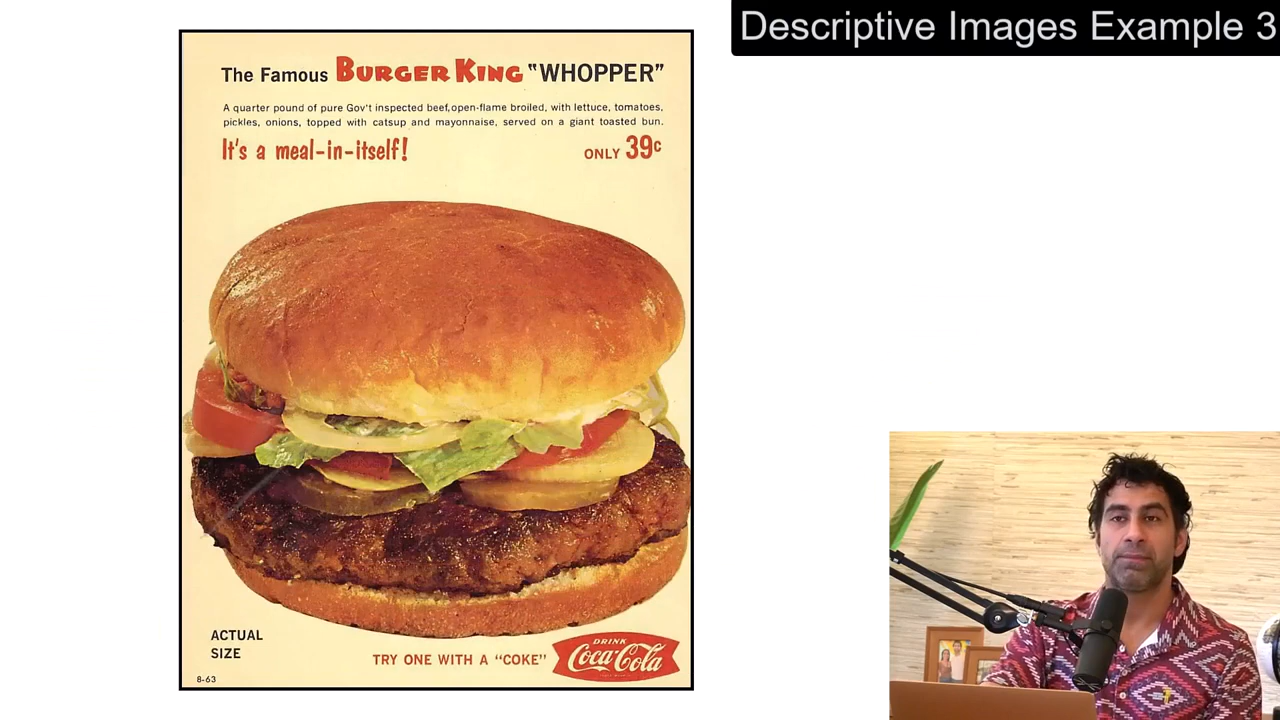 Descriptive Images Example 3
The Famous BURGER KING "WHOPPER"
A quarter pound of pure Gov't inspected beef, open-flame broiled, with lettuce, tomatoes,
pickles, onions, topped with catsup and mayonnaise, served on a giant toasted bun.
It's a meal-in-itself!
ONLY 39c
ACTUAL
SIZE
TRY ONE WITH A "COKE"
DRINK
Coca-Cola
8-63